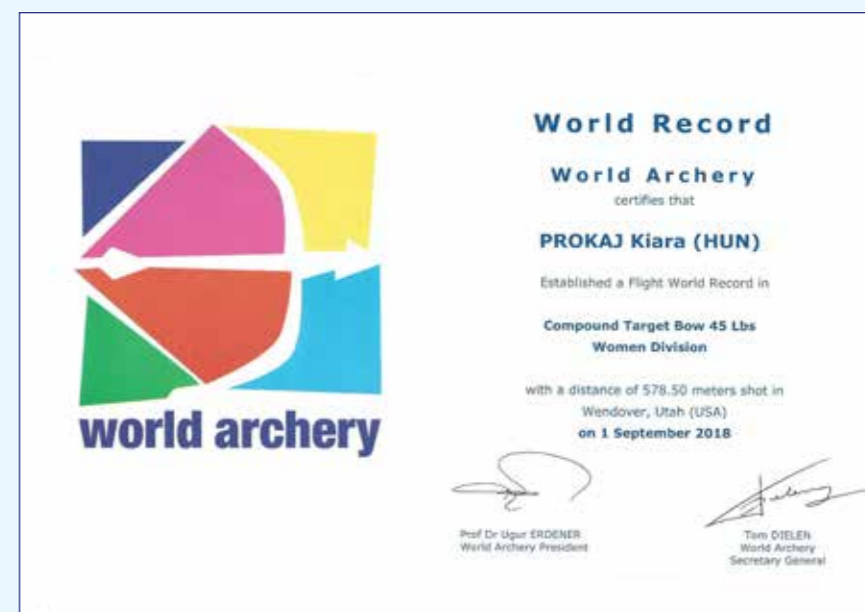 world archery
World Record
World Archery
certifies that
PROKAJ Kiara (HUN)
Established a Flight World Record in
Compound Target Bow 45 Lbs
Women Division
with a distance of 578.50 meters shot in
Wendover, Utah (USA)
on 1 September 2018
Prof Dr Ugur ERDENER
World Archery President
Tom DIELEN
World Archery
Secretary General